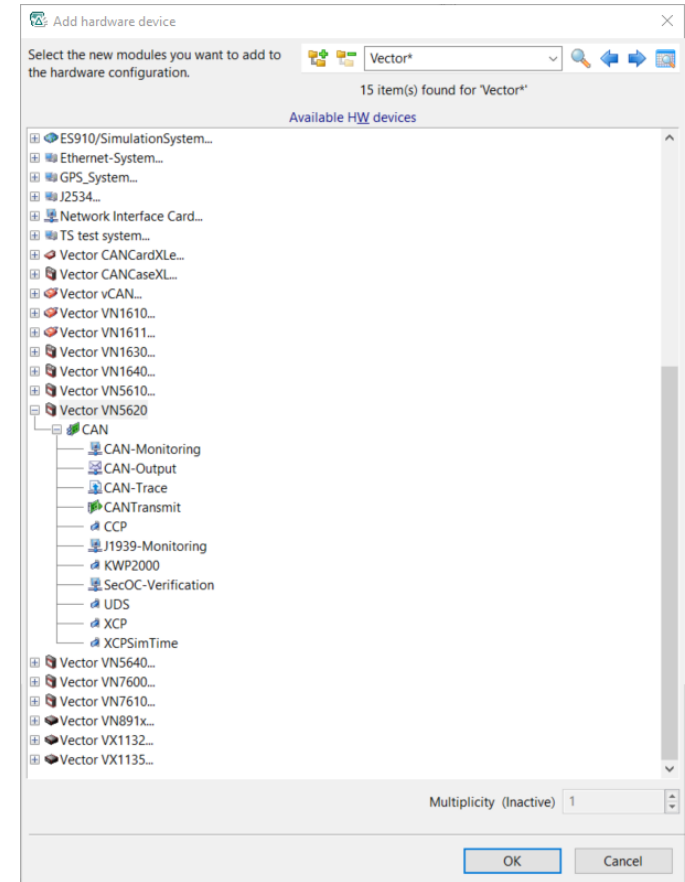 Add hardware device
Select the new modules you want to add to
the hardware configuration.
Vector*
15 item(s) found for 'Vector*'
Available HW devices
ES910/SimulationSystem...
Ethernet-System...
GPS_System...
J2534...
Network Interface Card...
TS test system...
Vector CANCardXLe...
Vector CANCaseXL...
Vector vCAN...
Vector VN1610...
Vector VN1611...
Vector VN1630...
Vector VN1640...
Vector VN5610...
Vector VN5620
CAN
CAN-Monitoring
CAN-Output
CAN-Trace
CANTransmit
CCP
J1939-Monitoring
KWP2000
SecOC-Verification
UDS
XCP
XCPSimTime
Vector VN5640...
Vector VN7600...
Vector VN7610...
Vector VN891x...
Vector VX1132...
Vector VX1135...
Multiplicity (Inactive) 1
OK Cancel